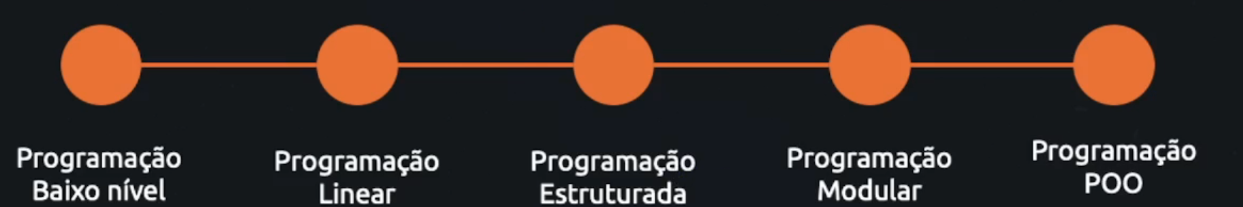 Programação
Baixo nível
Programação
Linear
Programação
Estruturada
Programação
Modular
Programação
POO